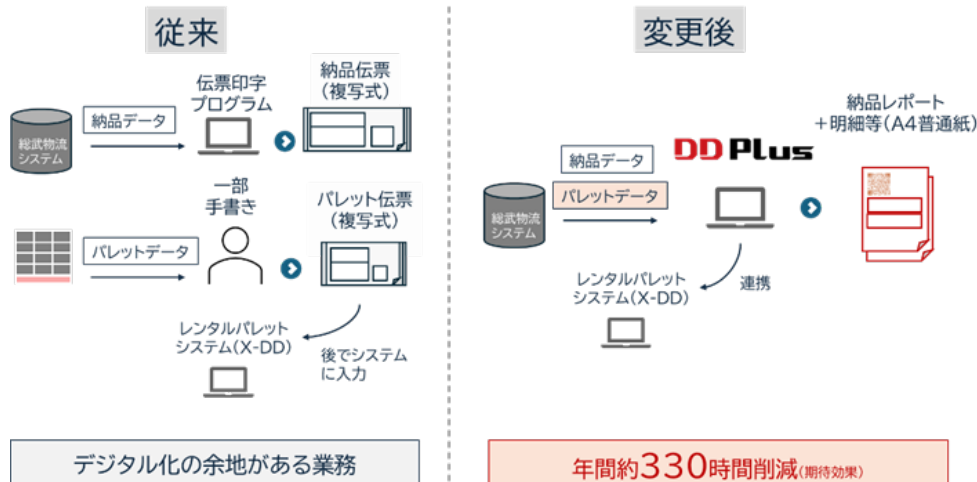 従来
伝票印字
プログラム
納品伝票
(複写式)
納品データ
総武物流
システム
一部
手書き
パレット伝票
(複写式)
パレットデータ
レンタルパレット
システム(X-DD)
後でシステム
に入力
デジタル化の余地がある業務
変更後
納品レポート
+明細等(A4普通紙)
DD Plus
納品データ
パレットデータ
総武物流
システム
レンタルパレット
システム(X-DD)
連携
年間約330時間削減(期待効果)